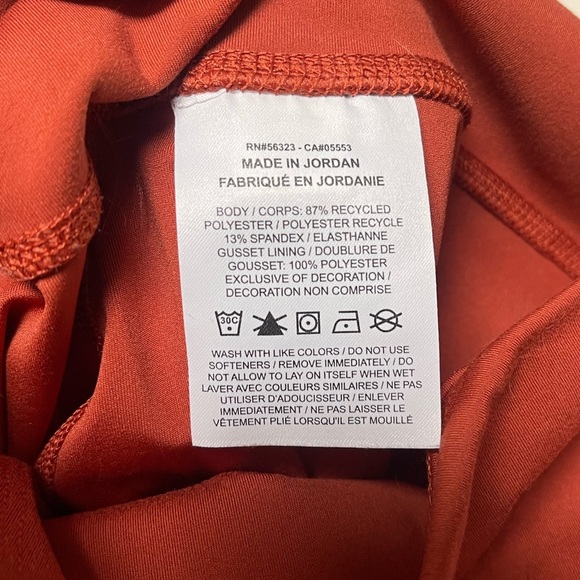 RN#56323 - CA#05553
MADE IN JORDAN
FABRIQUÉ EN JORDANIE
BODY / CORPS: 87% RECYCLED
POLYESTER / POLYESTER RECYCLE
13% SPANDEX / ELASTHANNE
GUSSET LINING / DOUBLURE DE
GOUSSET: 100% POLYESTER
EXCLUSIVE OF DECORATION /
DECORATION NON COMPRISE
30C
WASH WITH LIKE COLORS / DO NOT USE
SOFTENERS / REMOVE IMMEDIATELY / DO
NOT ALLOW TO LAY ON ITSELF WHEN WET
LAVER AVEC COULEURS SIMILAIRES / NE PAS
UTILISER D'ADOUCISSEUR / ENLEVER
IMMEDIATEMENT / NE PAS LAISSER LE
VÊTEMENT PLIÉ LORSQU'IL EST MOUILLÉ